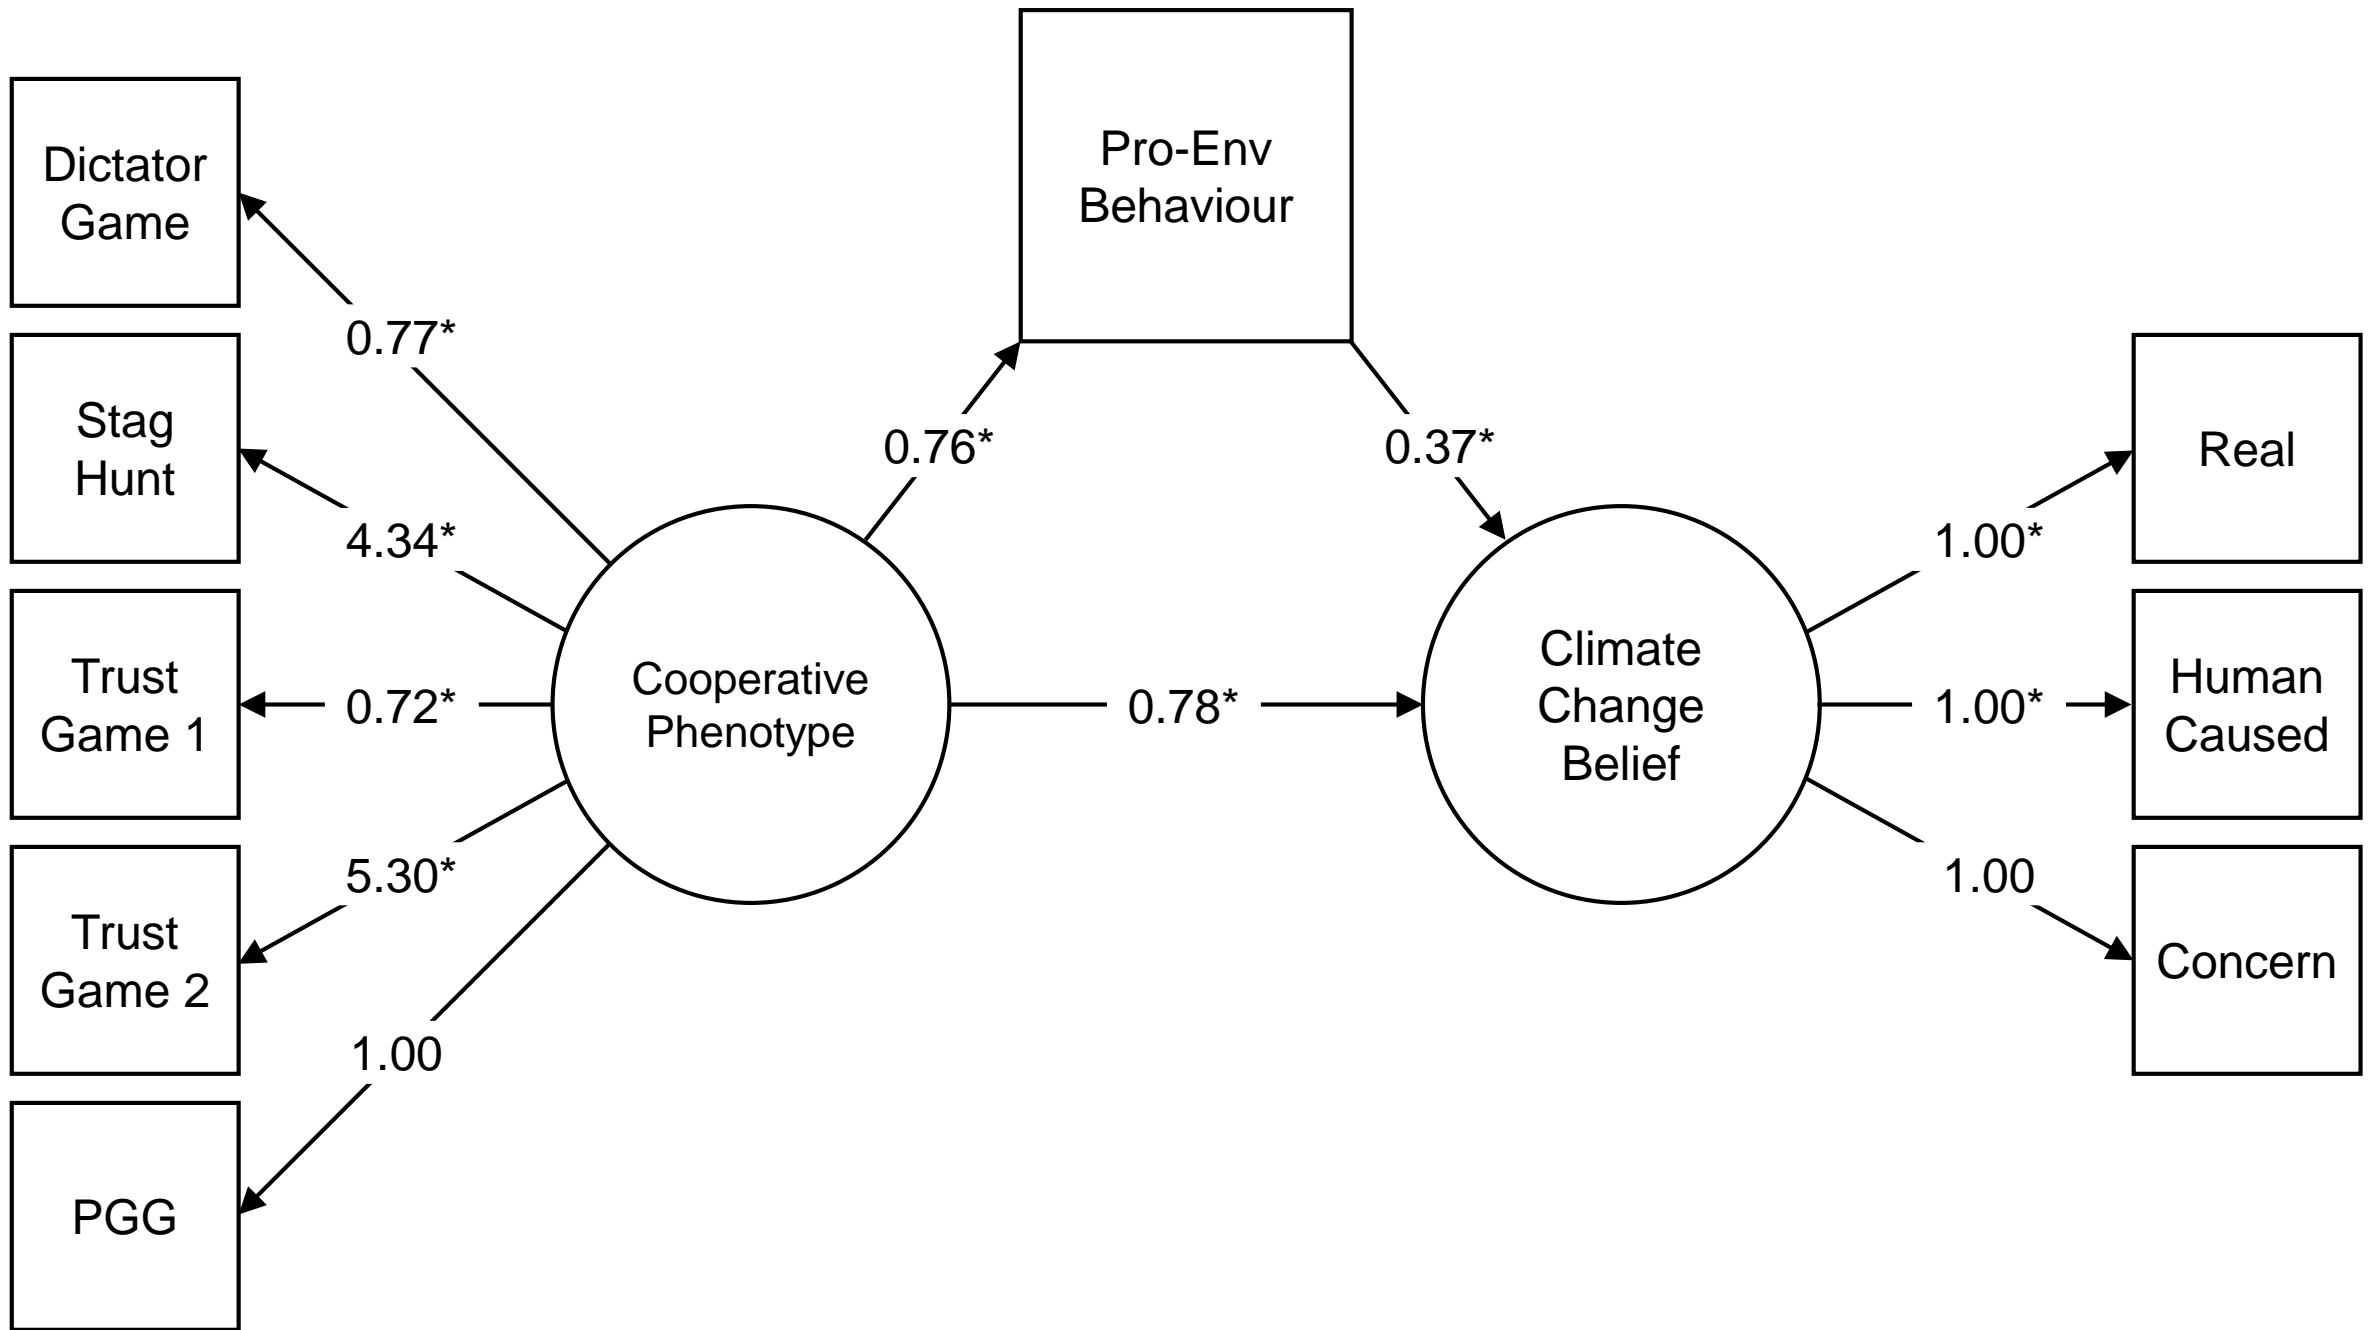 Pro-Env
Behaviour
Dictator
Game
0.77*
Stag
Hunt
4.34*
Trust
Game 1
0.72*
Trust
Game 2
5.30*
PGG
1.00
Cooperative
Phenotype
0.76*
0.37*
0.78*
Climate
Change
Belief
1.00*
Real
1.00*
Human
Caused
1.00
Concern